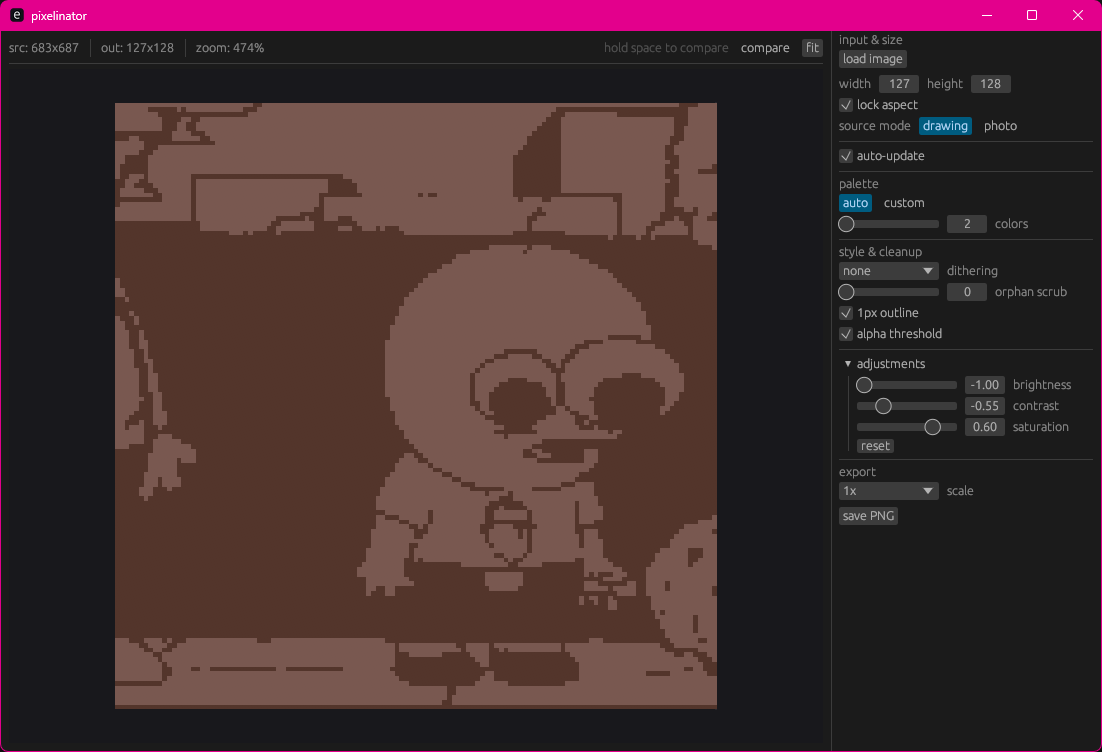 e pixelinator
src: 683x687 out: 127x128 zoom: 474% hold space to compare compare fit
input & size
load image
width 127 height 128
lock aspect
source mode drawing photo
auto-update
palette
auto custom
2 colors
style & cleanup
none dithering
0 orphan scrub
1px outline
alpha threshold
adjustments
-1.00 brightness
-0.55 contrast
0.60 saturation
reset
export
1x scale
save PNG